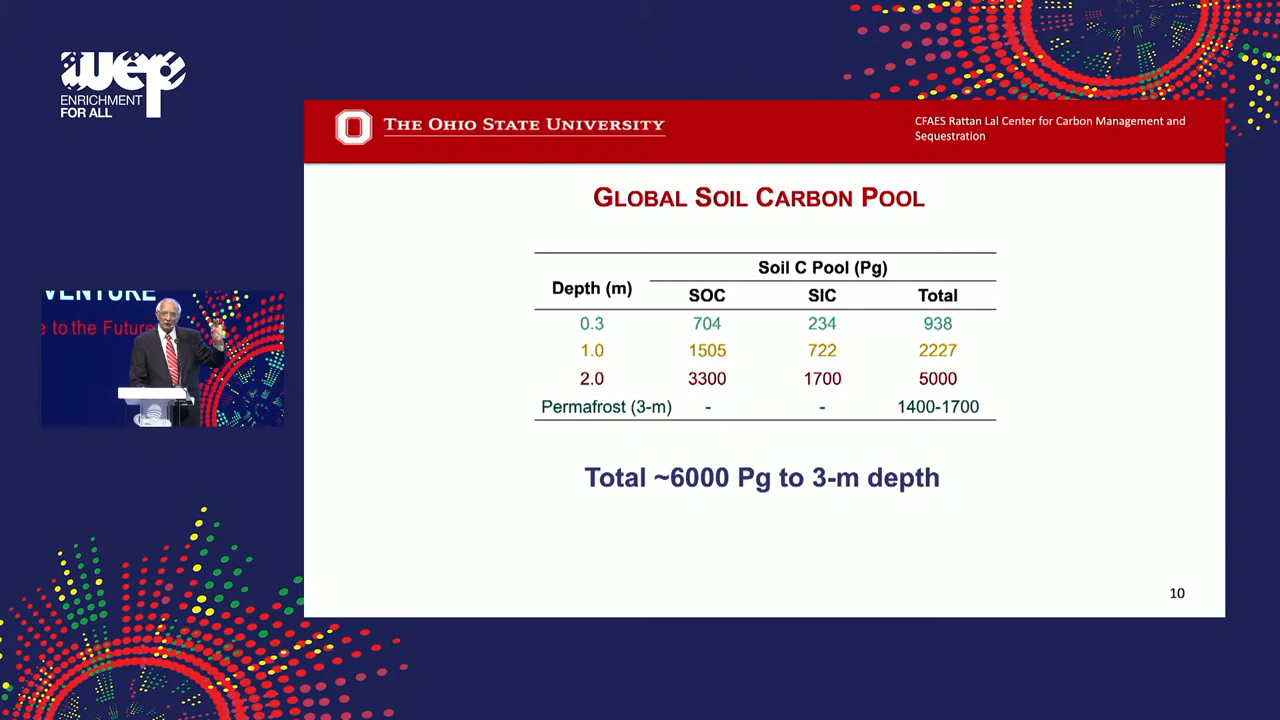 wep
ENRICHMENT
FOR ALL
THE OHIO STATE UNIVERSITY
CFAES Rattan Lal Center for Carbon Management and
Sequestration
GLOBAL SOIL CARBON POOL
Soil C Pool (Pg)
Depth (m)
SOC SIC Total
0.3 704 234 938
1.0 1505 722 2227
2.0 3300 1700 5000
Permafrost (3-m) - - 1400-1700
Total ~6000 Pg to 3-m depth
10
VENTURE
e to the Future